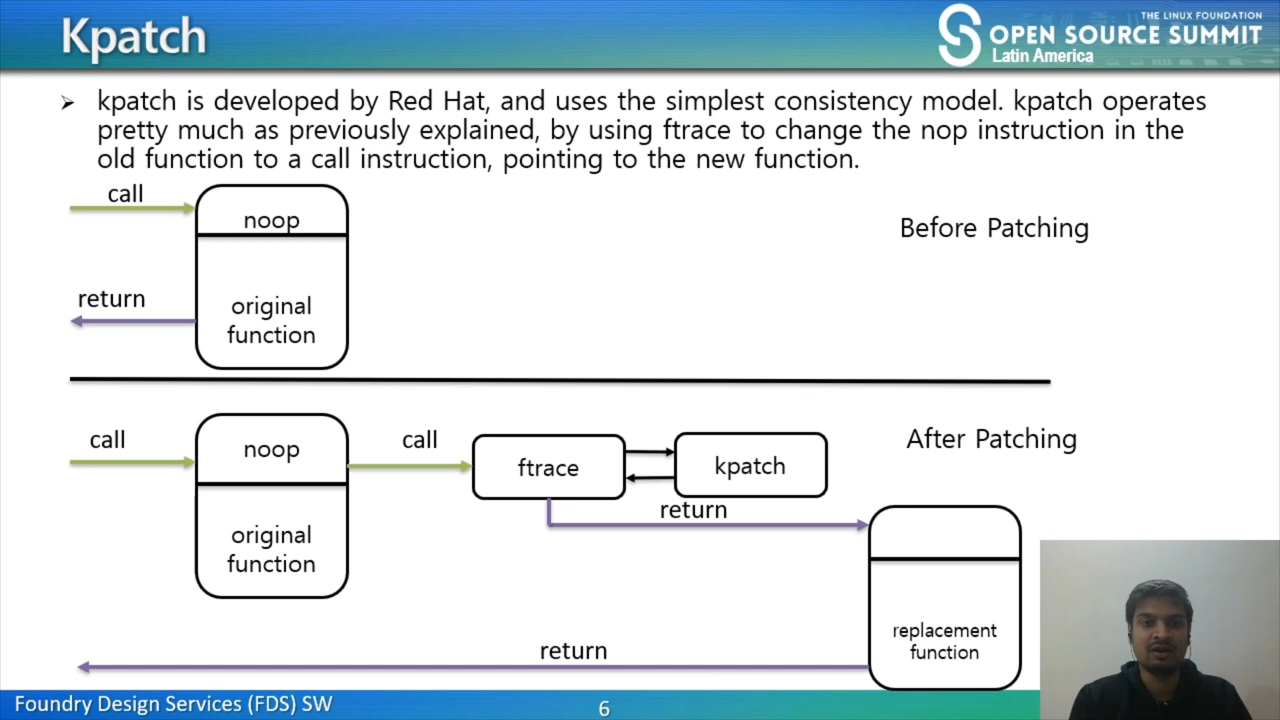 Kpatch
THE LINUX FOUNDATION
OPEN SOURCE SUMMIT
Latin America
➢ kpatch is developed by Red Hat, and uses the simplest consistency model. kpatch operates
pretty much as previously explained, by using ftrace to change the nop instruction in the
old function to a call instruction, pointing to the new function.
call
noop
Before Patching
return
original
function
call
noop
call
ftrace
kpatch
After Patching
return
original
function
replacement
function
return
Foundry Design Services (FDS) SW
6